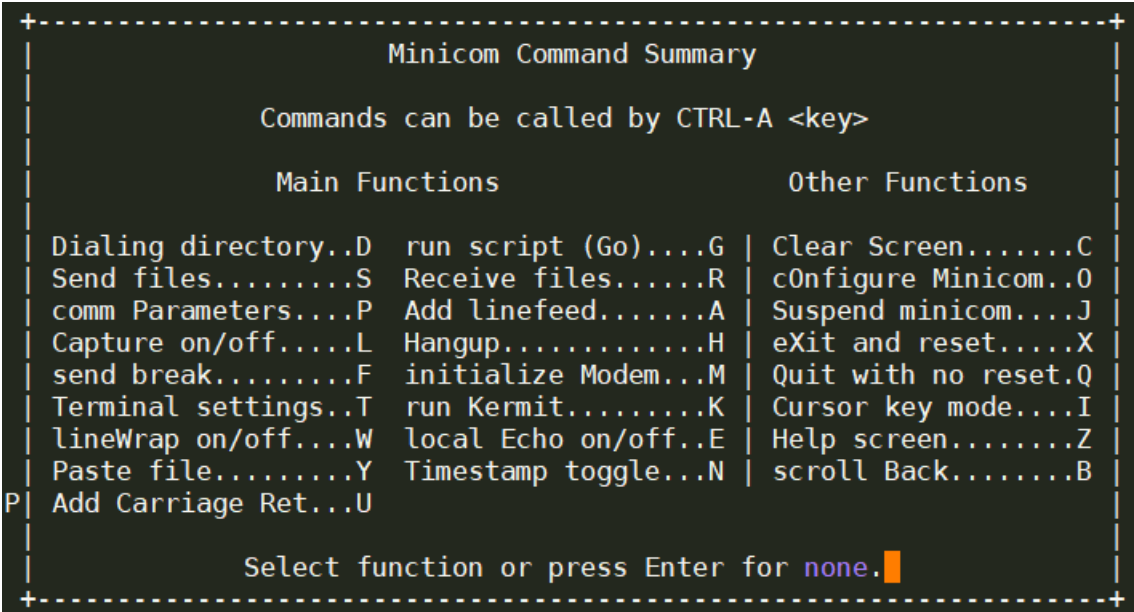 +-------------------------------------------------------------------+
Minicom Command Summary
Commands can be called by CTRL-A <key>
Main Functions Other Functions
Dialing directory..D run script (Go)....G | Clear Screen.......C
Send files.........S Receive files......R | cOnfigure Minicom..O
comm Parameters....P Add linefeed.......A | Suspend minicom....J
Capture on/off.....L Hangup.............H | eXit and reset.....X
send break.........F initialize Modem...M | Quit with no reset.Q
Terminal settings..T run Kermit.........K | Cursor key mode....I
lineWrap on/off....W local Echo on/off..E | Help screen........Z
Paste file.........Y Timestamp toggle...N | scroll Back........B
P| Add Carriage Ret...U
Select function or press Enter for none.
+-------------------------------------------------------------------+